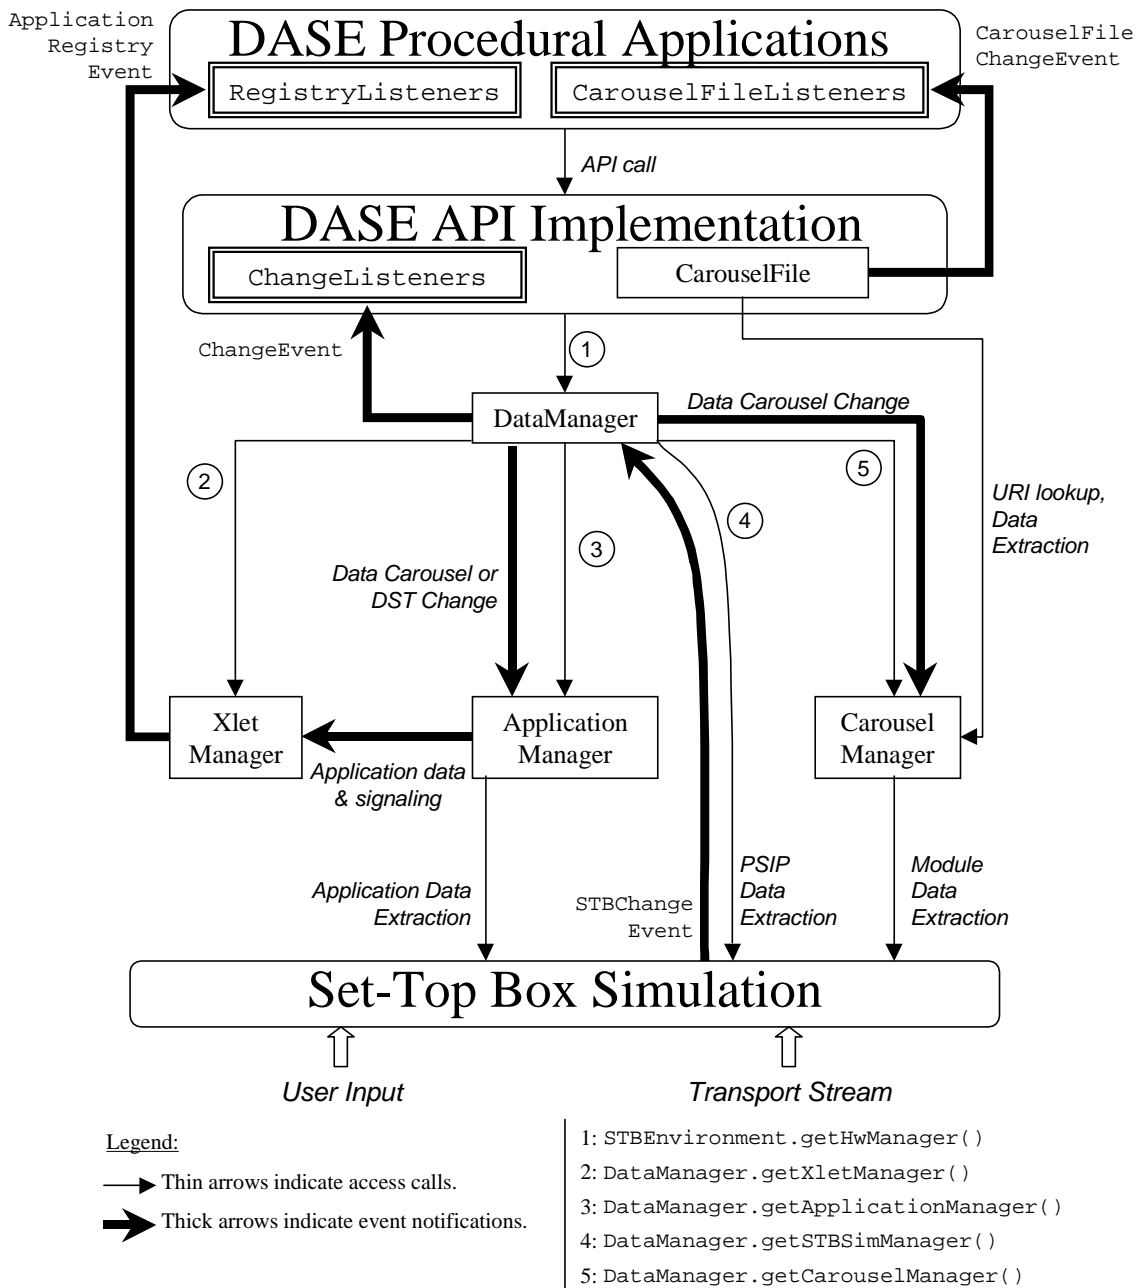 Application
Registry
Event
DASE Procedural Applications
CarouselFile
ChangeEvent
RegistryListeners
CarouselFileListeners
API call
DASE API Implementation
ChangeListeners
CarouselFile
ChangeEvent
1
DataManager
Data Carousel Change
2
3
4
5
URI lookup,
Data
Extraction
Data Carousel or
DST Change
Xlet
Manager
Application
Manager
Carousel
Manager
Application data
& signaling
Application Data
Extraction
STBChange
Event
PSIP
Data
Extraction
Module
Data
Extraction
Set-Top Box Simulation
User Input
Transport Stream
Legend:
Thin arrows indicate access calls.
Thick arrows indicate event notifications.
1: STBEnvironment.getHwManager()
2: DataManager.getXletManager()
3: DataManager.getApplicationManager()
4: DataManager.getSTBSimManager()
5: DataManager.getCarouselManager()